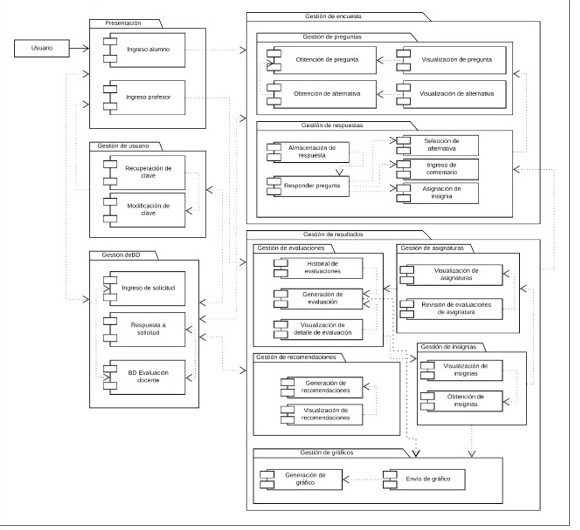 Usuario
Presentación
Ingreso alumno
Ingreso profesor
Gestión de usuario
Recuperación de
clave
Modificación de
clave
Gestión deBD
Ingreso de solicitud
Respuesta a
solicitud
BD Evaluación
docente
Gestión de encuesta
Gestión de preguntas
Obtención de pregunta
Visualización de pregunta
Obtención de alternativa
Visualización de alternativa
Gestión de respuestas
Almacenación de
respuesta
Responder pregunta
Selección de
alternativa
Ingreso de
comentario
Asignación de
insignia
Gestión de resultados
Gestión de evaluaciones
Historial de
evaluaciones
Generación de
evaluación
Visualización de
detalle de evaluación
Gestión de asignaturas
Visualización de
asignaturas
Revisión de evaluaciones
de asignatura
Gestión de recomendaciones
Generación de
recomendaciones
Visualización de
recomendaciones
Gestión de insignias
Visualización de
insignias
Obtención de
insignias
Gestión de gráficos
Generación de
gráfico
Envío de gráfico